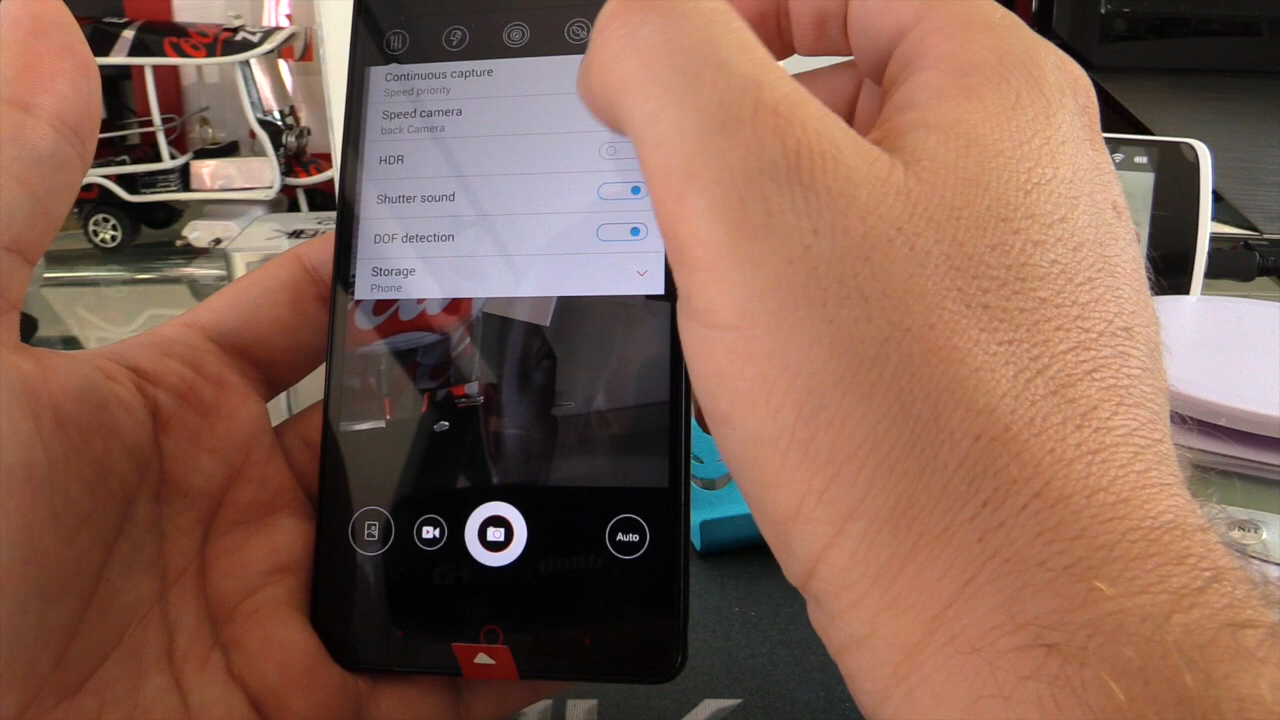 Continuous capture
Speed priority
Speed camera
back Camera
HDR
Shutter sound
DOF detection
Storage
Phone
Auto